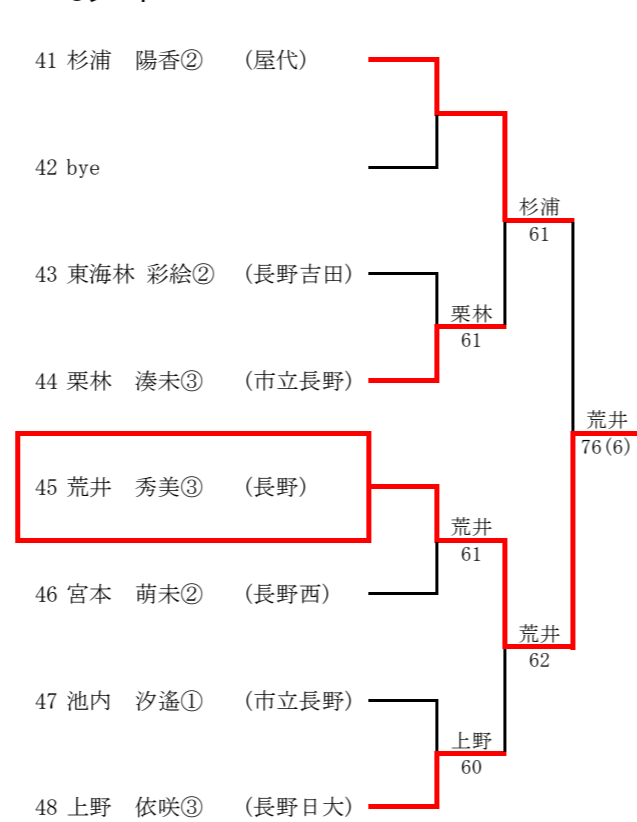 41 杉浦 陽香② (屋代)
42 bye
杉浦
61
43 東海林 彩絵② (長野吉田)
栗林
61
44 栗林 湊未③ (市立長野)
荒井
76(6)
45 荒井 秀美③ (長野)
荒井
61
46 宮本 萌未② (長野西)
荒井
62
47 池内 汐遙① (市立長野)
上野
60
48 上野 依咲③ (長野日大)